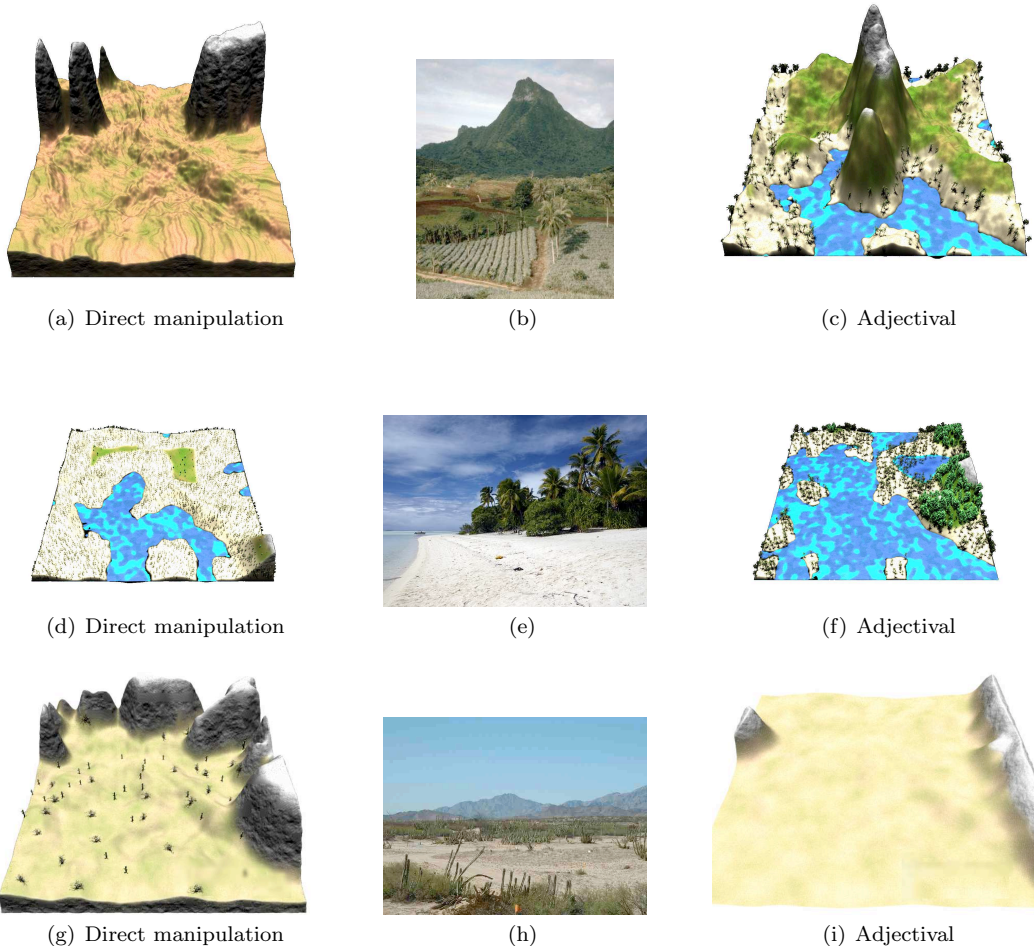 (a) Direct manipulation
(b)
(c) Adjectival
(d) Direct manipulation
(e)
(f) Adjectival
(g) Direct manipulation
(h)
(i) Adjectival